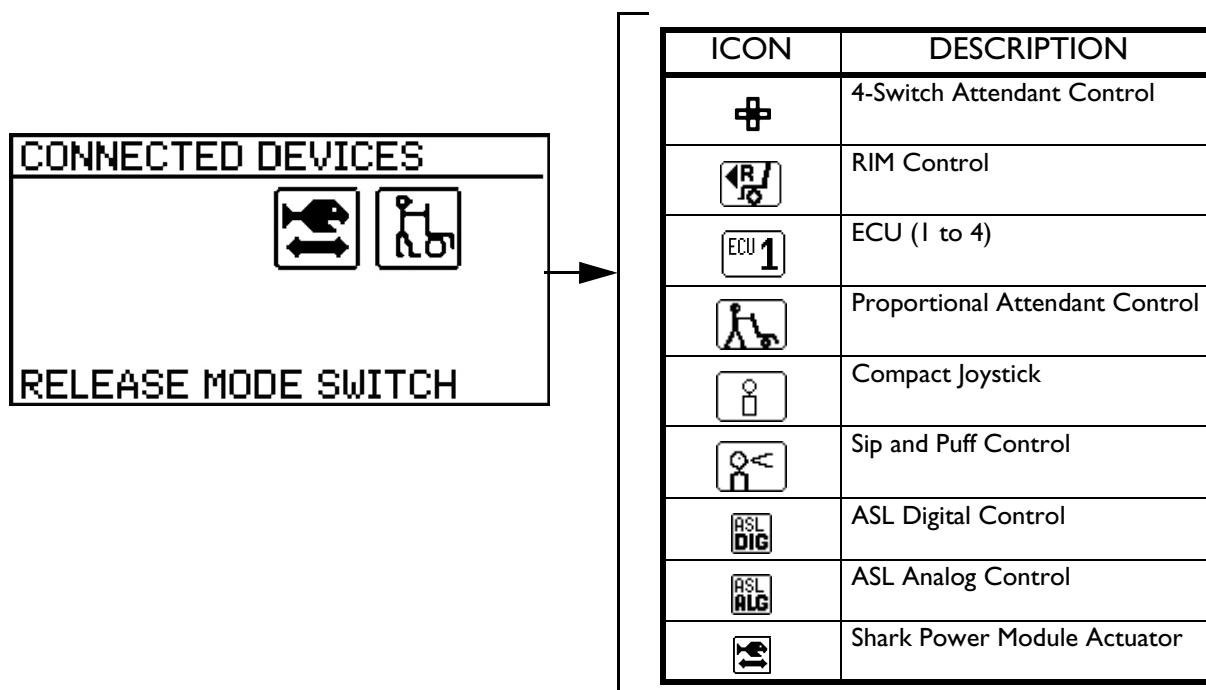 CONNECTED DEVICES
RELEASE MODE SWITCH
ICON DESCRIPTION
4-Switch Attendant Control
R RIM Control
ECU 1 ECU (1 to 4)
Proportional Attendant Control
Compact Joystick
Sip and Puff Control
ASL DIG ASL Digital Control
ASL ALG ASL Analog Control
Shark Power Module Actuator